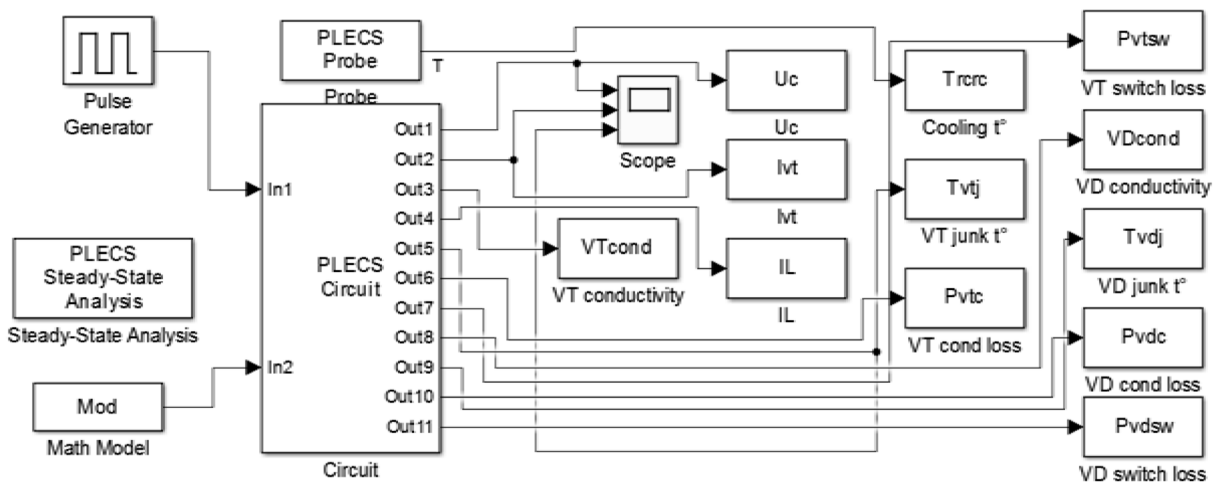 Pulse
Generator
PLECS
Probe
Probe
T
Out1
Out2
Out3
Out4
Out5
Out6
Out7
Out8
Out9
Out10
Out11
In1
In2
PLECS
Circuit
Circuit
PLECS
Steady-State
Analysis
Steady-State Analysis
Mod
Math Model
Scope
VTcond
VT conductivity
Uc
Uc
Ivt
Ivt
IL
IL
Trcrc
Cooling t°
Tvtj
VT junk t°
Pvtc
VT cond loss
Pvtsw
VT switch loss
VDcond
VD conductivity
Tvdj
VD junk t°
Pvdc
VD cond loss
Pvdsw
VD switch loss